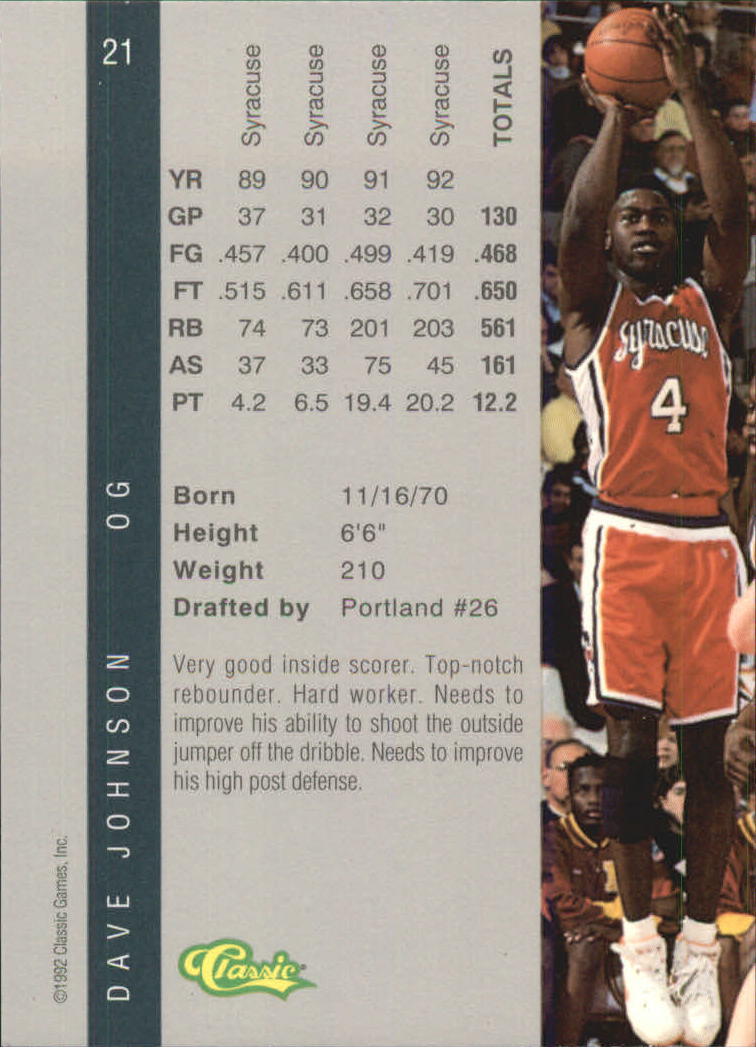 21
Syracuse Syracuse Syracuse Syracuse TOTALS
YR 89 90 91 92
GP 37 31 32 30 130
FG .457 .400 .499 .419 .468
FT .515 .611 .658 .701 .650
RB 74 73 201 203 561
AS 37 33 75 45 161
PT 4.2 6.5 19.4 20.2 12.2
Born 11/16/70
Height 6'6"
Weight 210
Drafted by Portland #26
Very good inside scorer. Top-notch
rebounder. Hard worker. Needs to
improve his ability to shoot the outside
jumper off the dribble. Needs to improve
his high post defense.
Classic
DAVE JOHNSON OG
©1992 Classic Games, Inc.
Syracuse
4